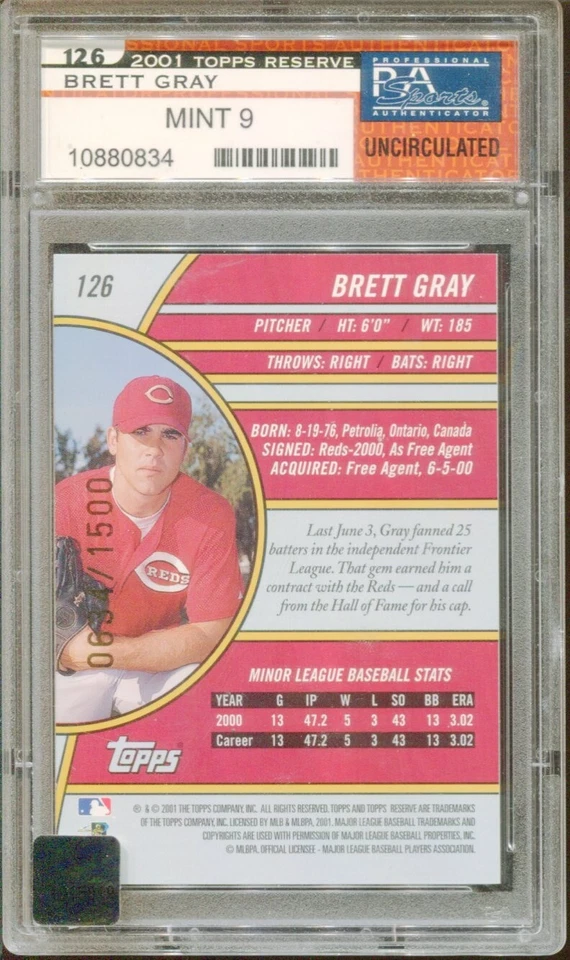 126 2001 TOPPS RESERVE
BRETT GRAY
MINT 9
10880834
PROFESSIONAL
PSA
Sports
AUTHENTICATOR
UNCIRCULATED
126
BRETT GRAY
PITCHER / HT: 6'0" / WT: 185
THROWS: RIGHT / BATS: RIGHT
BORN: 8-19-76, Petrolia, Ontario, Canada
SIGNED: Reds-2000, As Free Agent
ACQUIRED: Free Agent, 6-5-00
Last June 3, Gray fanned 25
batters in the independent Frontier
League. That gem earned him a
contract with the Reds — and a call
from the Hall of Fame for his cap.
REDS
0694/1500
MINOR LEAGUE BASEBALL STATS
YEAR G IP W L SO BB ERA
2000 13 47.2 5 3 43 13 3.02
Career 13 47.2 5 3 43 13 3.02
Topps
® & © 2001 THE TOPPS COMPANY, INC. ALL RIGHTS RESERVED. TOPPS AND TOPPS RESERVE ARE TRADEMARKS
OF THE TOPPS COMPANY, INC. LICENSED BY MLB & MLBPA, 2001. MAJOR LEAGUE BASEBALL TRADEMARKS AND
COPYRIGHTS ARE USED WITH PERMISSION OF MAJOR LEAGUE BASEBALL PROPERTIES, INC.
© MLBPA. OFFICIAL LICENSEE - MAJOR LEAGUE BASEBALL PLAYERS ASSOCIATION.